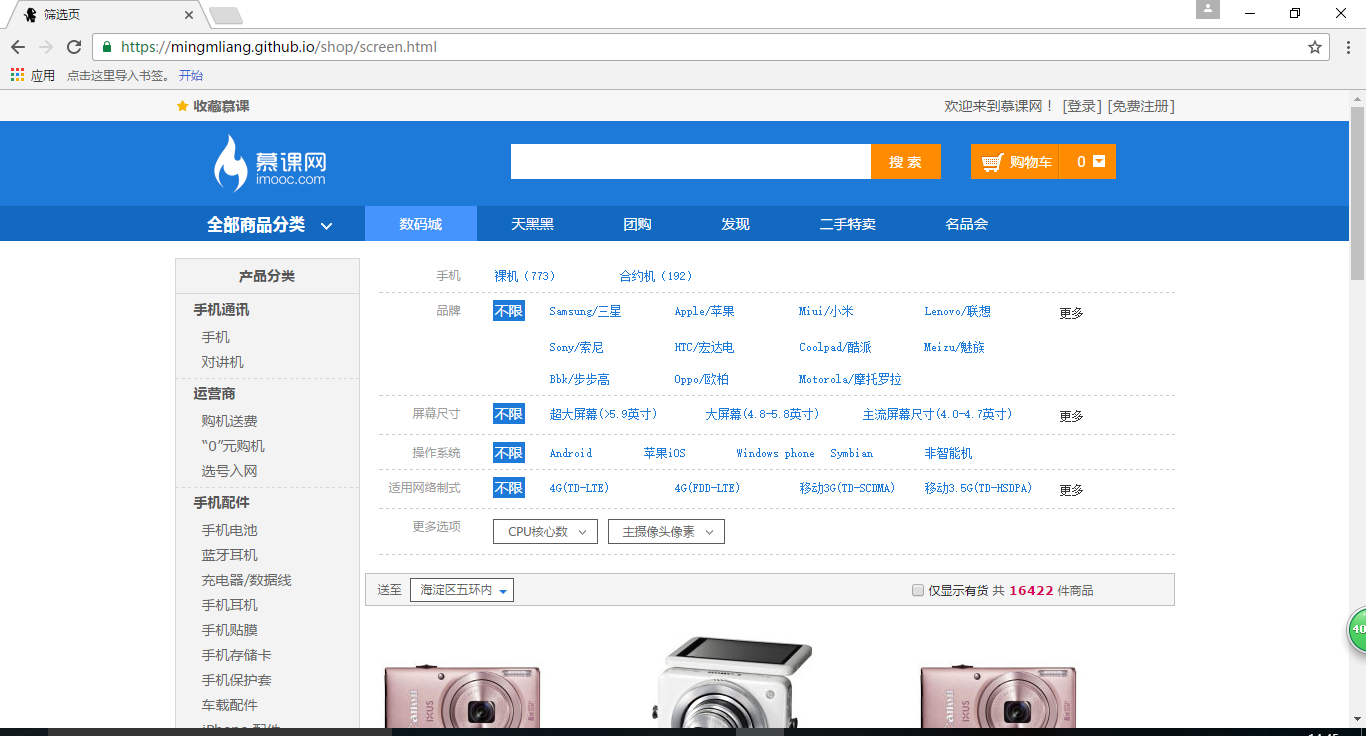 筛选页
https://mingmliang.github.io/shop/screen.html
应用 点击这里导入书签。 开始
收藏慕课 欢迎来到慕课网！ [登录] [免费注册]
慕课网
imooc.com
搜 索
购物车 0
全部商品分类 数码城 天黑黑 团购 发现 二手特卖 名品会
产品分类
手机通讯
手机
对讲机
运营商
购机送费
“0”元购机
选号入网
手机配件
手机电池
蓝牙耳机
充电器/数据线
手机耳机
手机贴膜
手机存储卡
手机保护套
车载配件
iPhone 配件
手机 裸机（773） 合约机（192）
品牌 不限 Samsung/三星 Apple/苹果 Miui/小米 Lenovo/联想 更多
Sony/索尼 HTC/宏达电 Coolpad/酷派 Meizu/魅族
Bbk/步步高 Oppo/欧柏 Motorola/摩托罗拉
屏幕尺寸 不限 超大屏幕(>5.9英寸) 大屏幕(4.8-5.8英寸) 主流屏幕尺寸(4.0-4.7英寸) 更多
操作系统 不限 Android 苹果iOS Windows phone Symbian 非智能机
适用网络制式 不限 4G(TD-LTE) 4G(FDD-LTE) 移动3G(TD-SCDMA) 移动3.5G(TD-HSDPA) 更多
更多选项 CPU核心数 主摄像头像素
送至 海淀区五环内 仅显示有货 共 16422 件商品
40
Canon IXUS
Canon IXUS